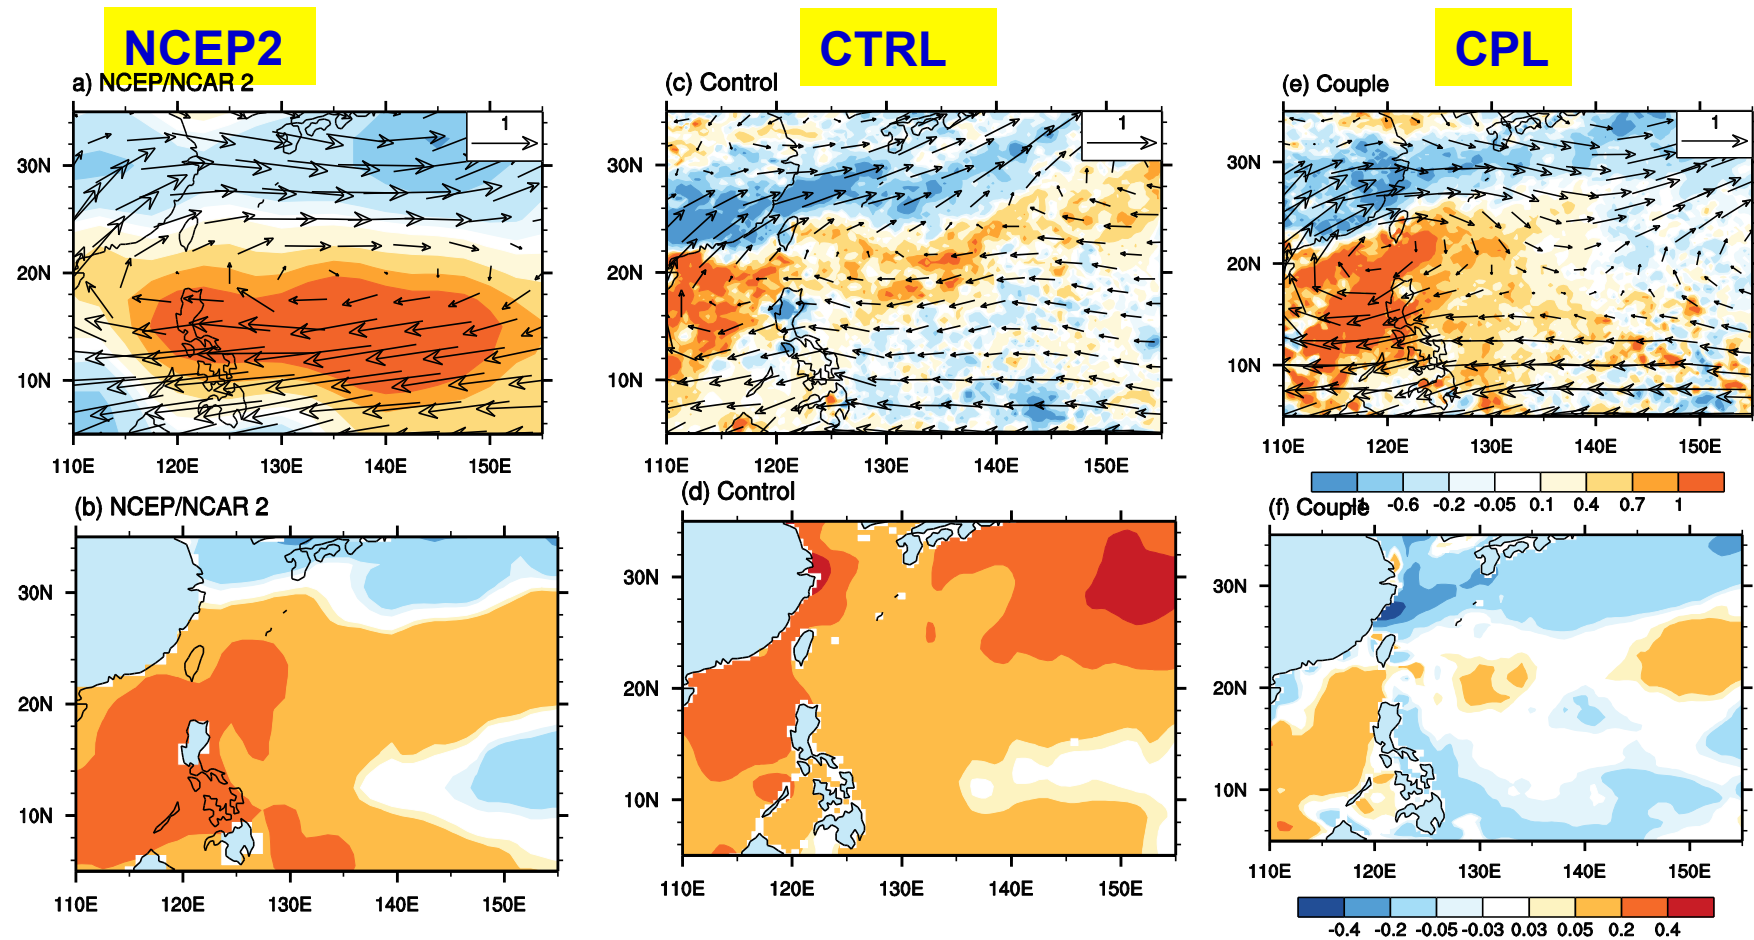 NCEP2
CTRL
CPL
a) NCEP/NCAR 2
(c) Control
(e) Couple
1
1
1
30N
20N
10N
110E 120E 130E 140E 150E
30N
20N
10N
110E 120E 130E 140E 150E
30N
20N
10N
110E 120E 130E 140E 150E
-1 -0.6 -0.2 -0.05 0.1 0.4 0.7 1
(b) NCEP/NCAR 2
(d) Control
(f) Couple
30N
20N
10N
110E 120E 130E 140E 150E
30N
20N
10N
110E 120E 130E 140E 150E
30N
20N
10N
110E 120E 130E 140E 150E
-0.4 -0.2 -0.05 -0.03 0.03 0.05 0.2 0.4